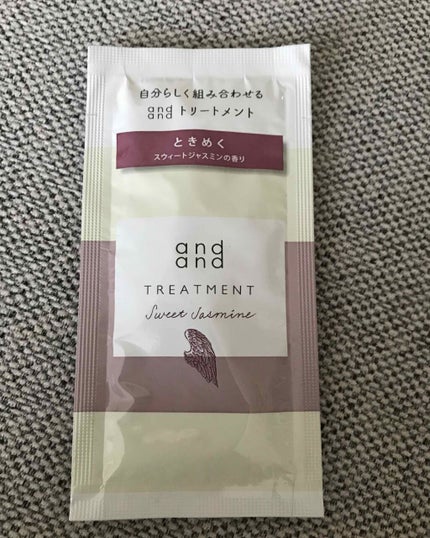 自分らしく組み合わせる
and and トリートメント
ときめく
スウィートジャスミンの香り
and
and
TREATMENT
Sweet Jasmine